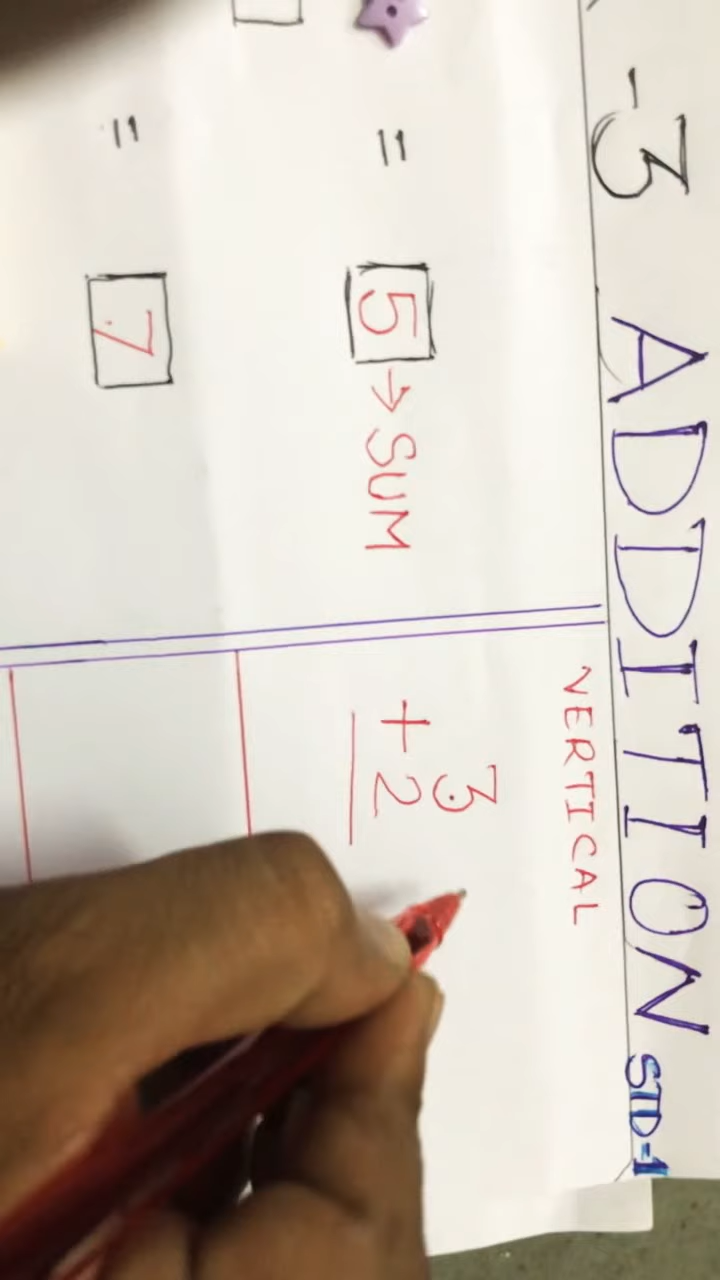 -3 ADDITION STD-1
VERTICAL
= 5 → SUM
3
+ 2
= 7